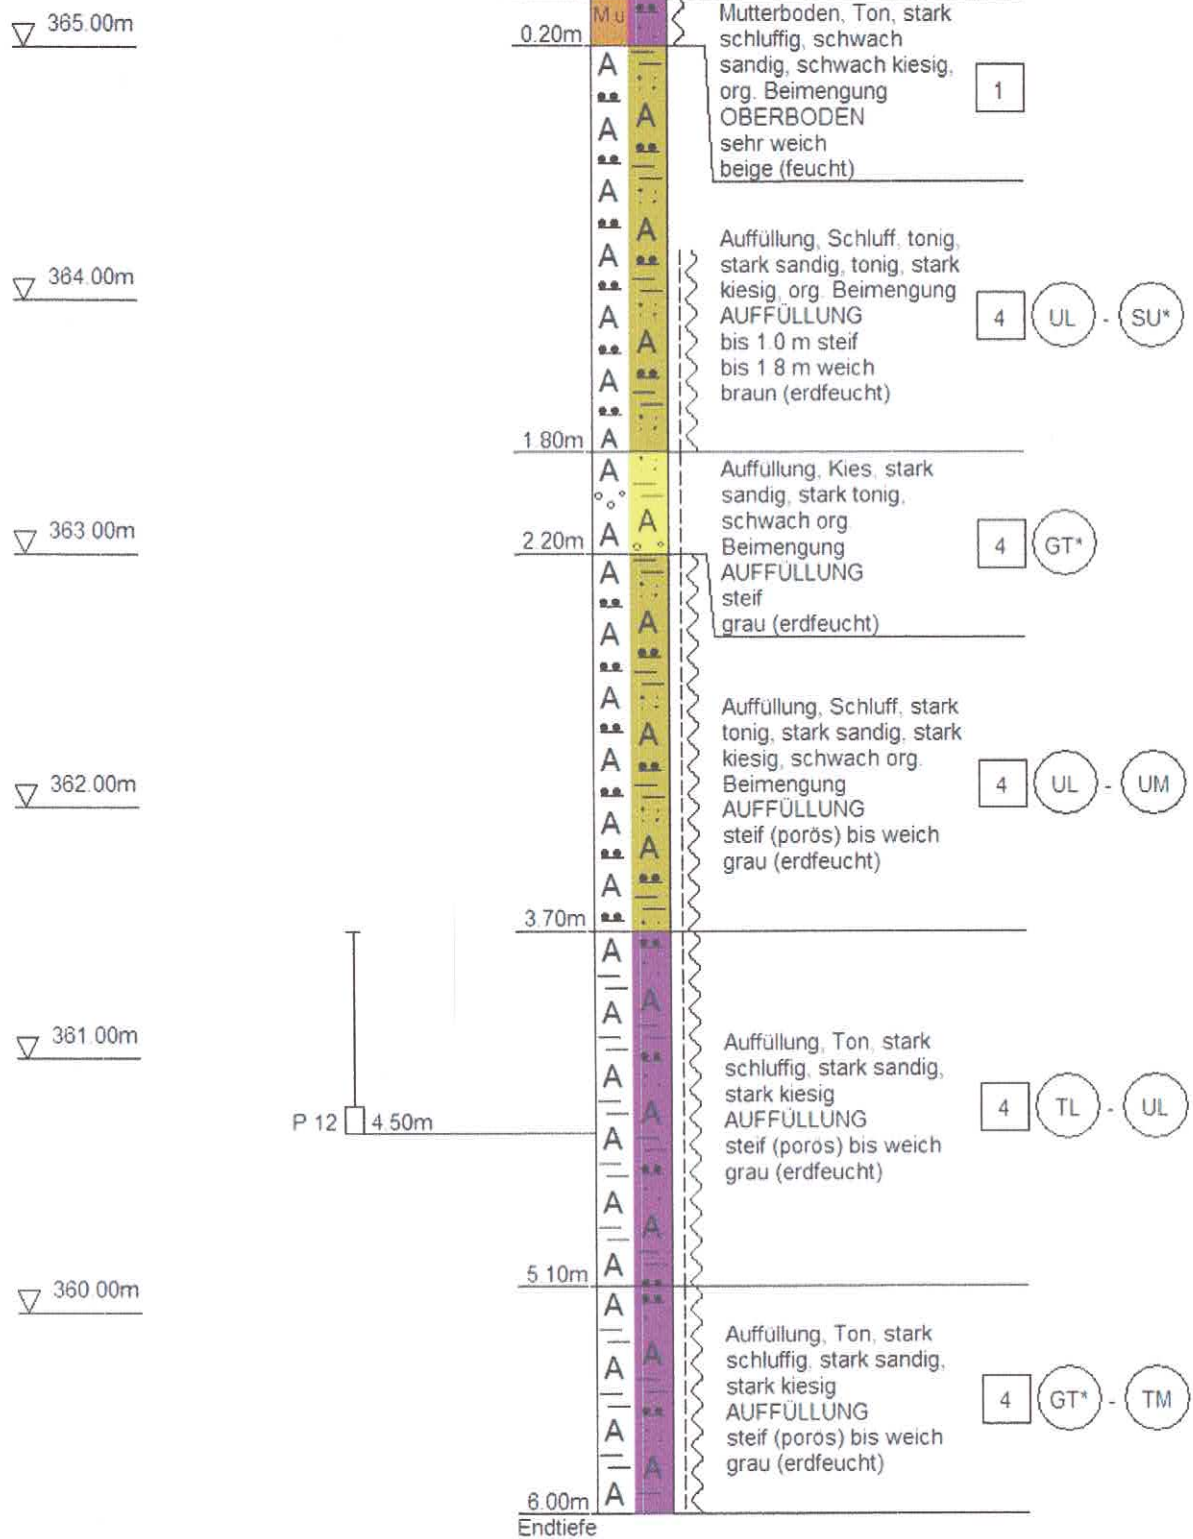 365.00m
Mu
0.20m
Mutterboden, Ton, stark
schluffig, schwach
sandig, schwach kiesig,
org. Beimengung
OBERBODEN
sehr weich
beige (feucht)
1
A
A
A
A
A
A
A
A
A
A
364.00m
Auffüllung, Schluff, tonig,
stark sandig, tonig, stark
kiesig, org. Beimengung
AUFFÜLLUNG
bis 1.0 m steif
bis 1 8 m weich
braun (erdfeucht)
4 UL - SU*
1.80m
A
A
A
Auffüllung, Kies, stark
sandig, stark tonig,
schwach org.
Beimengung
AUFFÜLLUNG
steif
grau (erdfeucht)
4 GT*
363 00m
2.20m
A
A
A
A
A
A
A
A
A
Auffüllung, Schluff, stark
tonig, stark sandig, stark
kiesig, schwach org.
Beimengung
AUFFÜLLUNG
steif (porös) bis weich
grau (erdfeucht)
4 UL - UM
362.00m
3.70m
A
A
A
A
A
A
A
A
A
361.00m
Auffüllung, Ton, stark
schluffig, stark sandig,
stark kiesig
AUFFÜLLUNG
steif (porös) bis weich
grau (erdfeucht)
4 TL - UL
P 12 4.50m
5.10m
360 00m
A
A
A
A
A
A
Auffüllung, Ton, stark
schluffig, stark sandig,
stark kiesig
AUFFÜLLUNG
steif (porös) bis weich
grau (erdfeucht)
4 GT* - TM
6.00m
Endtiefe